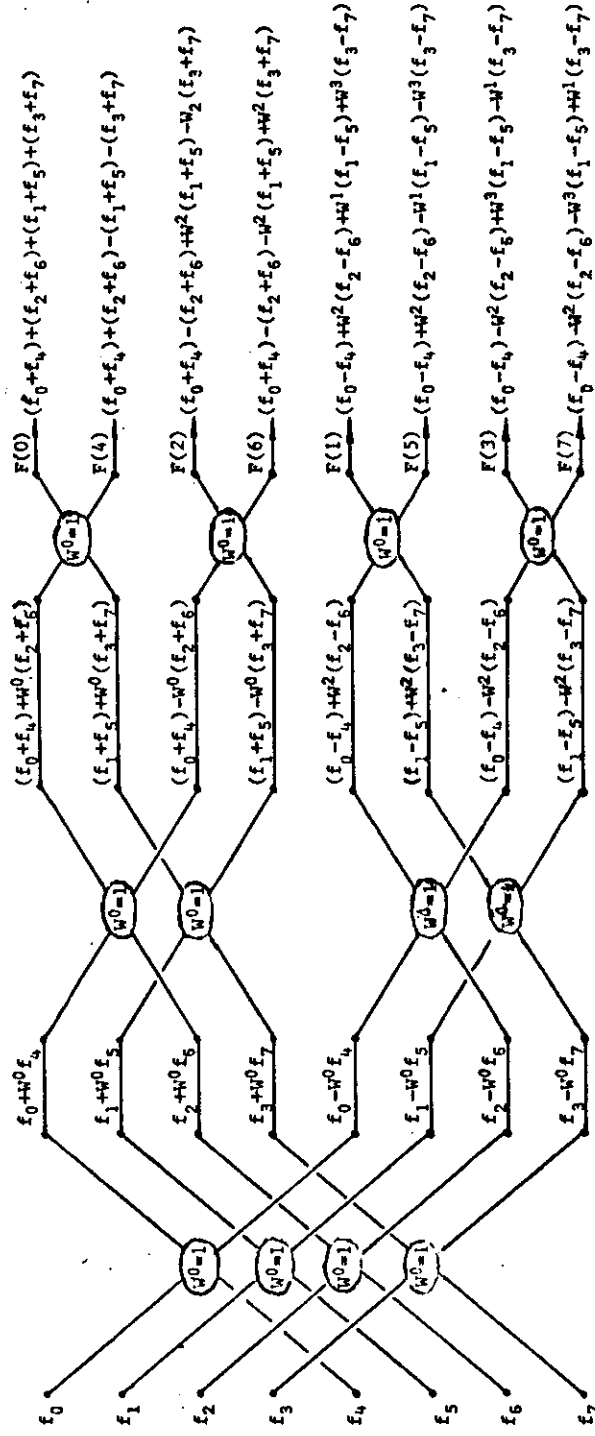 f₀
f₁
f₂
f₃
f₄
f₅
f₆
f₇
W⁰=1
W⁰=1
W⁰=1
W⁰=1
f₀+W⁰f₄
f₁+W⁰f₅
f₂+W⁰f₆
f₃+W⁰f₇
f₀-W⁰f₄
f₁-W⁰f₅
f₂-W⁰f₆
f₃-W⁰f₇
W⁰=1
W⁰=1
W⁰=1
W⁰=1
(f₀+f₄)+W⁰(f₂+f₆)
(f₁+f₅)+W⁰(f₃+f₇)
(f₀+f₄)-W⁰(f₂+f₆)
(f₁+f₅)-W⁰(f₃+f₇)
(f₀-f₄)+W²(f₂-f₆)
(f₁-f₅)+W²(f₃-f₇)
(f₀-f₄)-W²(f₂-f₆)
(f₁-f₅)-W²(f₃-f₇)
W⁰=1
W⁰=1
W⁰=1
W⁰=1
F(0) (f₀+f₄)+(f₂+f₆)+(f₁+f₅)+(f₃+f₇)
F(4) (f₀+f₄)+(f₂+f₆)-(f₁+f₅)-(f₃+f₇)
F(2) (f₀+f₄)-(f₂+f₆)+W²(f₁+f₅)-W₂(f₃+f₇)
F(6) (f₀+f₄)-(f₂+f₆)-W²(f₁+f₅)+W²(f₃+f₇)
F(1) (f₀-f₄)+W²(f₂-f₆)+W¹(f₁-f₅)+W³(f₃-f₇)
F(5) (f₀-f₄)+W²(f₂-f₆)-W¹(f₁-f₅)-W³(f₃-f₇)
F(3) (f₀-f₄)-W²(f₂-f₆)+W³(f₁-f₅)-W¹(f₃-f₇)
F(7) (f₀-f₄)-W²(f₂-f₆)-W³(f₁-f₅)+W¹(f₃-f₇)